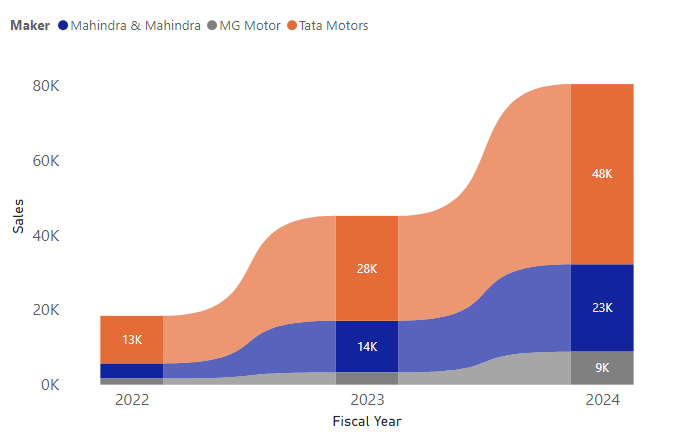 Maker Mahindra & Mahindra MG Motor Tata Motors
80K
60K
40K
20K
0K
Sales
13K
28K
14K
48K
23K
9K
2022 2023 2024
Fiscal Year